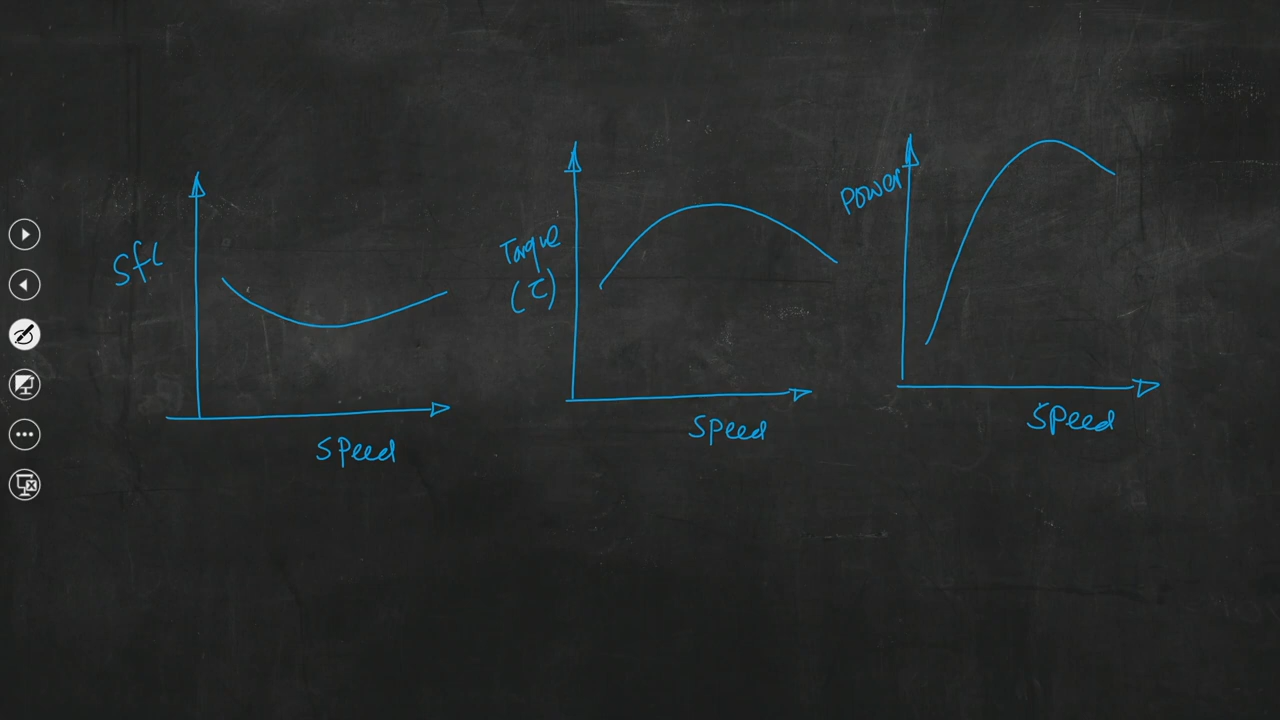 Sfc
Speed
Torque
(τ)
Speed
Power
Speed